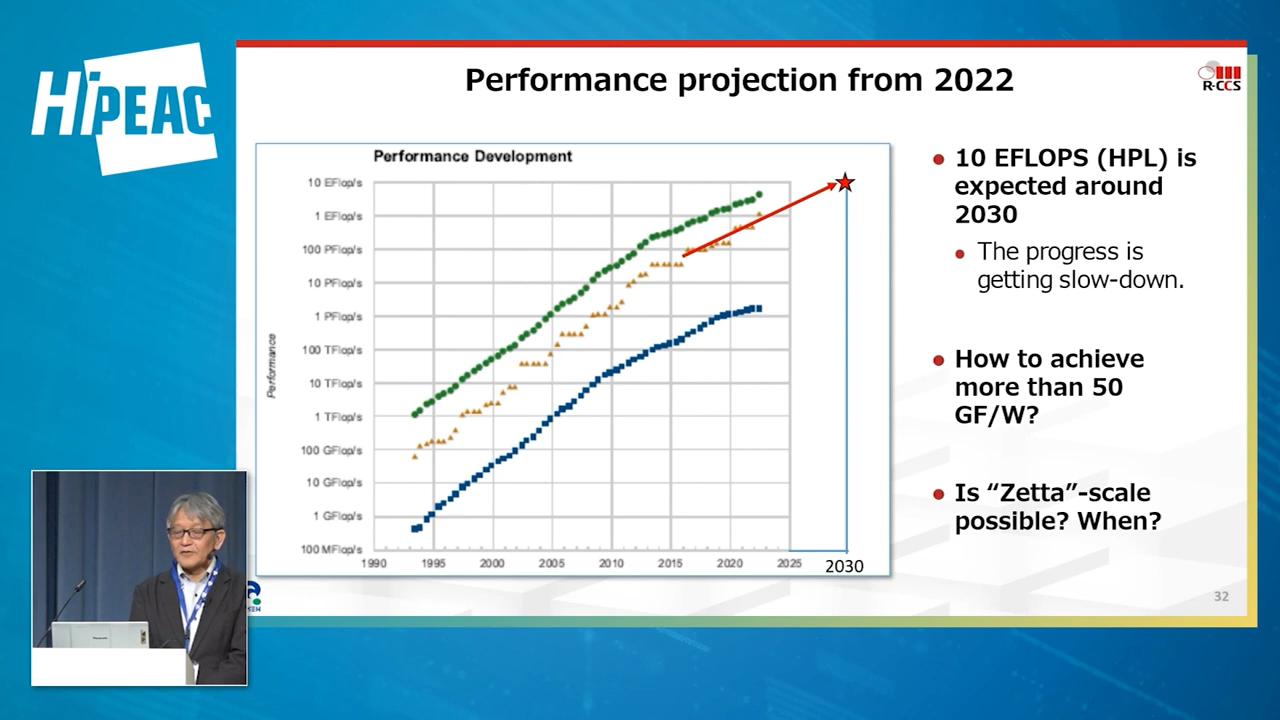 HiPEAC
Performance projection from 2022
R-CCS
Performance Development
10 EFlop/s
1 EFlop/s
100 PFlop/s
10 PFlop/s
1 PFlop/s
100 TFlop/s
10 TFlop/s
1 TFlop/s
100 GFlop/s
10 GFlop/s
1 GFlop/s
100 MFlop/s
Performance
1990 1995 2000 2005 2010 2015 2020 2025 2030
• 10 EFLOPS (HPL) is
expected around
2030
• The progress is
getting slow-down.
• How to achieve
more than 50
GF/W?
• Is “Zetta”-scale
possible? When?
32